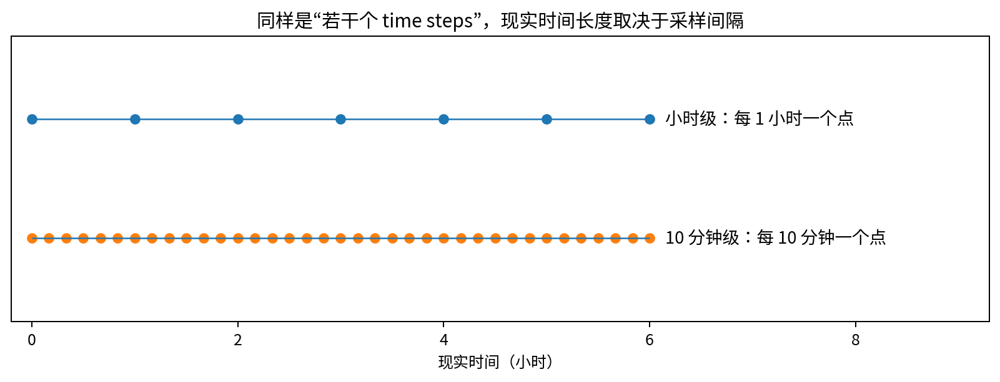 同样是“若干个 time steps”，现实时间长度取决于采样间隔
小时级：每 1 小时一个点
10 分钟级：每 10 分钟一个点
0 2 4 6 8
现实时间（小时）